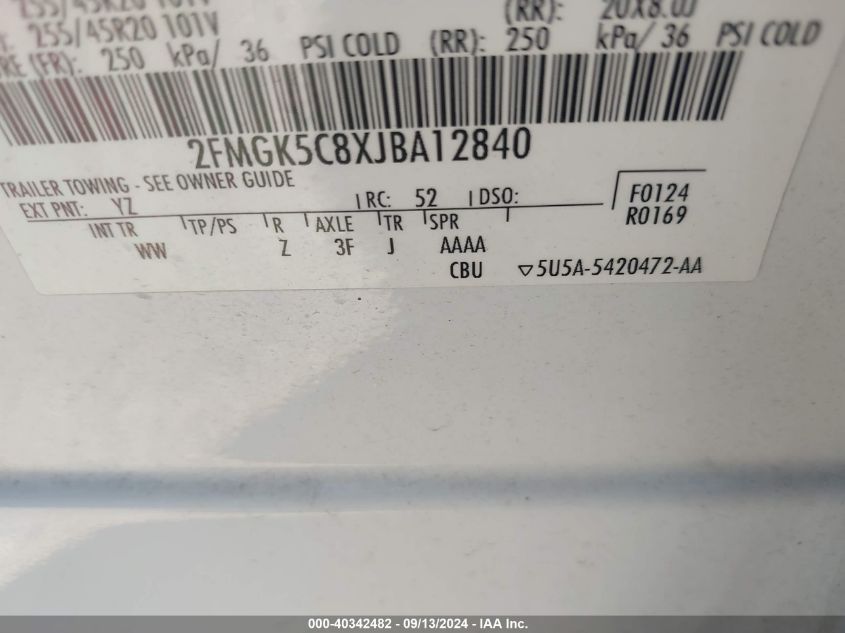 255/45R20 101V (RR): 20X8.0J
255/45R20 101V
(FR): 250 kPa/ 36 PSI COLD (RR): 250 kPa/ 36 PSI COLD
2FMGK5C8XJBA12840
TRAILER TOWING - SEE OWNER GUIDE
EXT PNT: YZ RC: 52 DSO: F0124
INT TR TP/PS R AXLE TR SPR R0169
WW Z 3F J AAAA
CBU ▽5U5A-5420472-AA
000-40342482 - 09/13/2024 - IAA Inc.